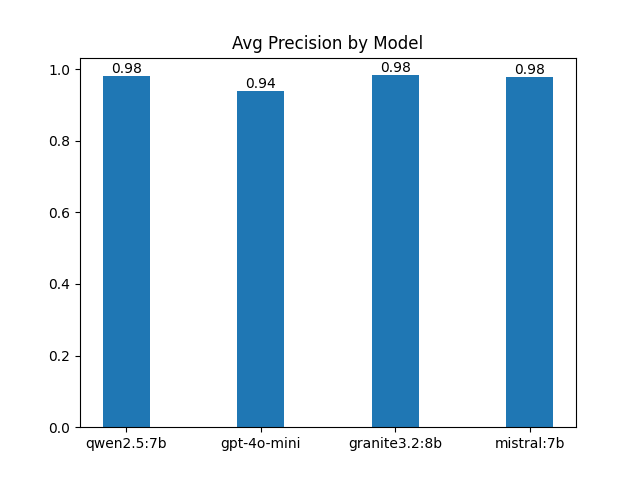 Avg Precision by Model
1.0
0.8
0.6
0.4
0.2
0.0
0.98
0.94
0.98
0.98
qwen2.5:7b
gpt-4o-mini
granite3.2:8b
mistral:7b